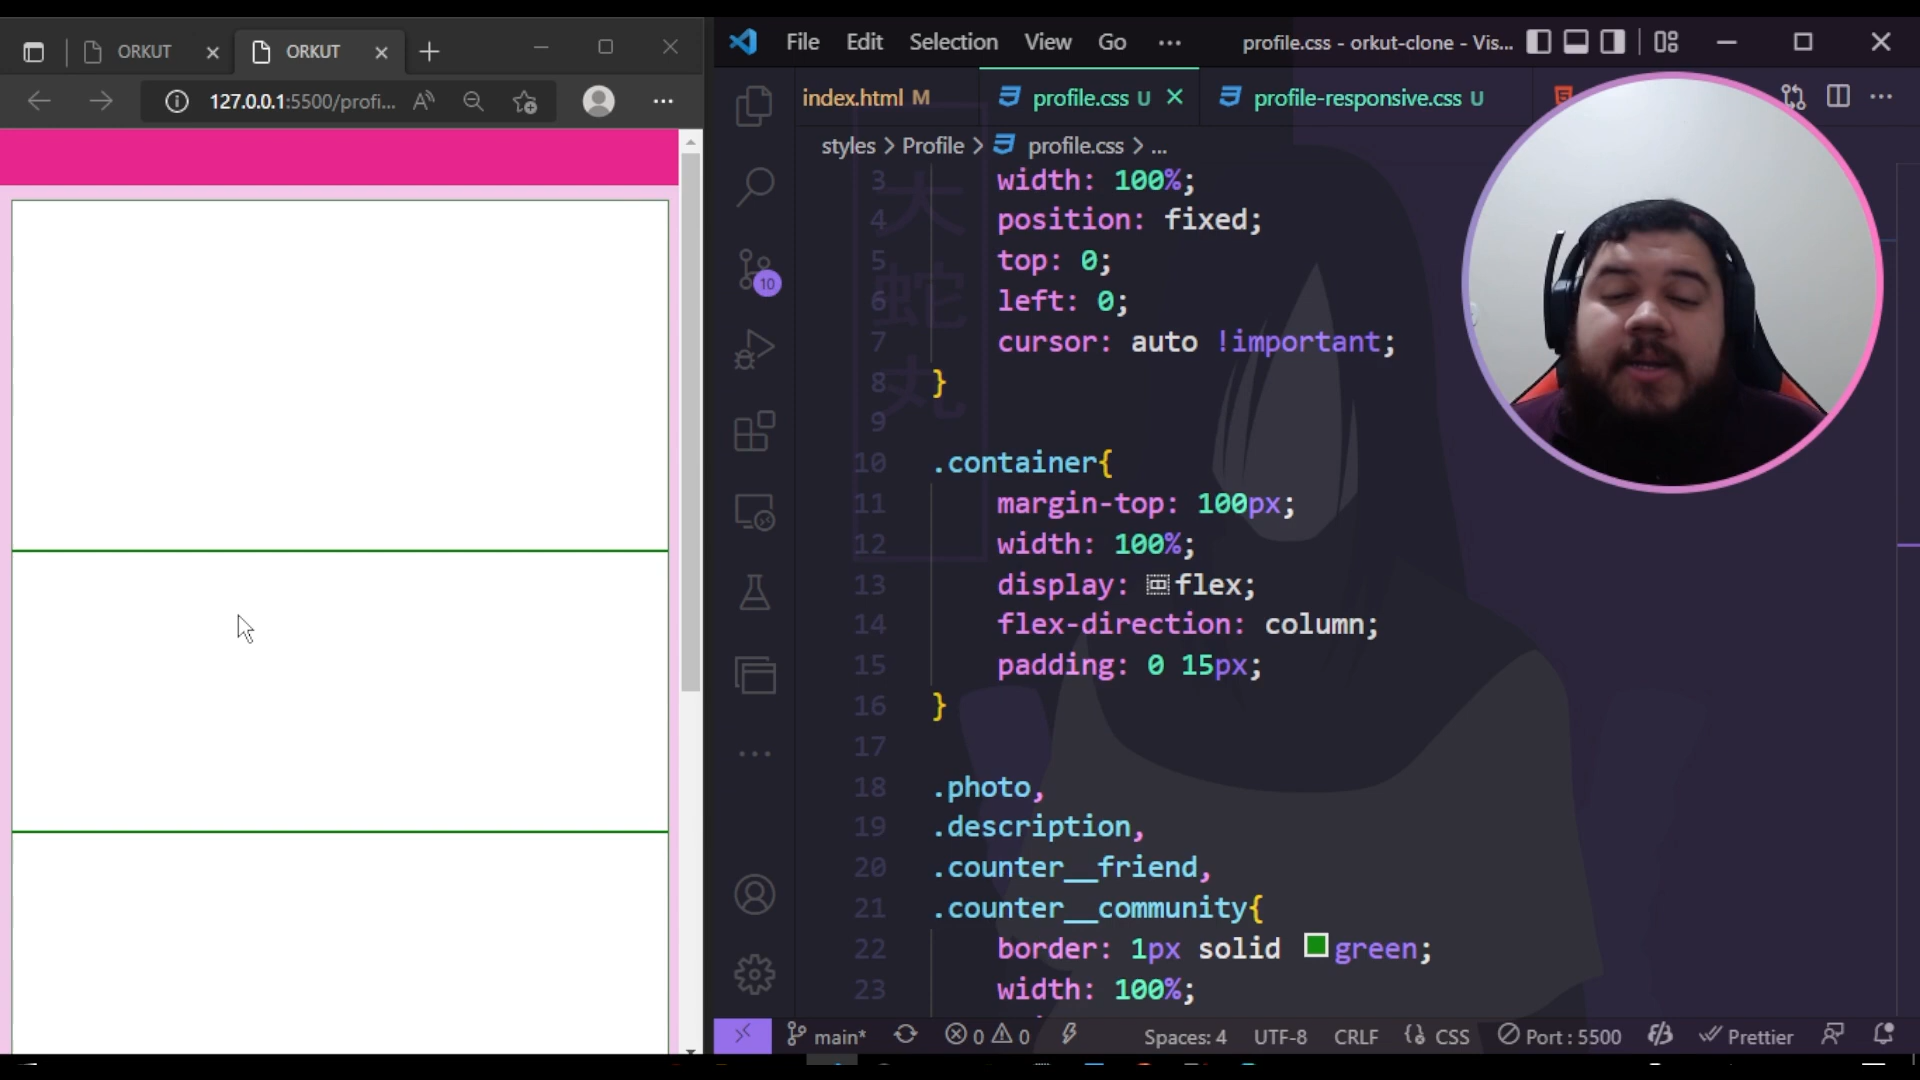 ORKUT
ORKUT
127.0.0.1:5500/profi...
File Edit Selection View Go ...
profile.css - orkut-clone - Vis...
index.html M
profile.css U
profile-responsive.css U
styles > Profile > profile.css > ...
3 width: 100%;
4 position: fixed;
5 top: 0;
6 left: 0;
7 cursor: auto !important;
8 }
9
10 .container{
11 margin-top: 100px;
12 width: 100%;
13 display: flex;
14 flex-direction: column;
15 padding: 0 15px;
16 }
17
18 .photo,
19 .description,
20 .counter__friend,
21 .counter__community{
22 border: 1px solid green;
23 width: 100%;
10
大
蛇
丸
main* 0 0 Spaces: 4 UTF-8 CRLF CSS Port : 5500 Prettier